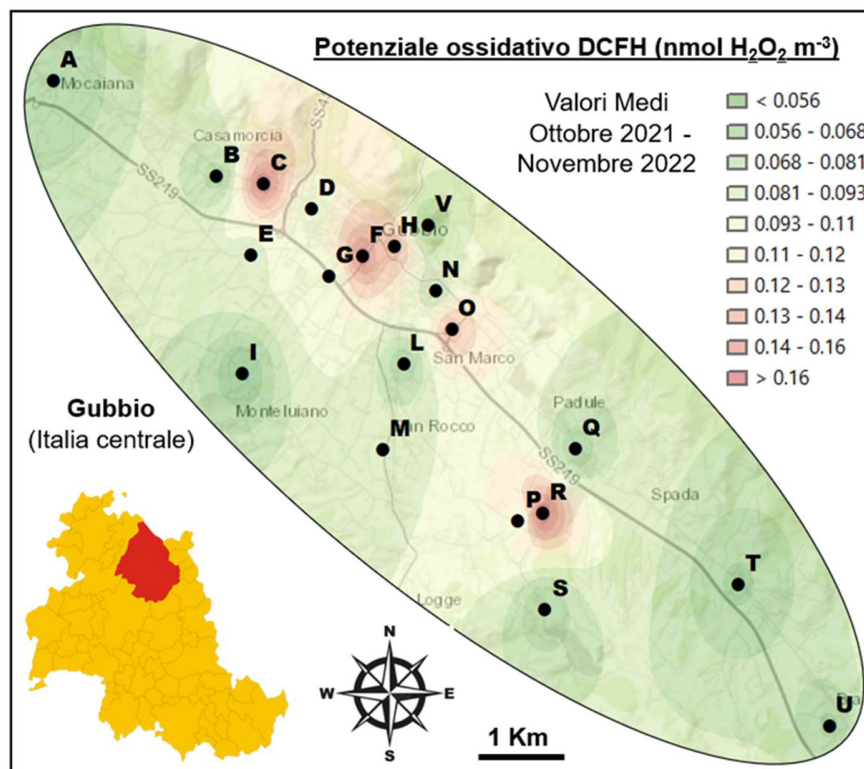 Potenziale ossidativo DCFH (nmol H₂O₂ m⁻³)
Valori Medi
Ottobre 2021 -
Novembre 2022
< 0.056
0.056 - 0.068
0.068 - 0.081
0.081 - 0.093
0.093 - 0.11
0.11 - 0.12
0.12 - 0.13
0.13 - 0.14
0.14 - 0.16
> 0.16
A
Mocaiana
Casamorcia
SS4
B
C
SS249
D
V
E
F
H
Gubbio
G
N
O
San Marco
L
I
Monteluiano
Gubbio
(Italia centrale)
M
an Rocco
Padule
Q
SS249
P
R
Spada
T
S
Logge
U
N
W
E
S
1 Km